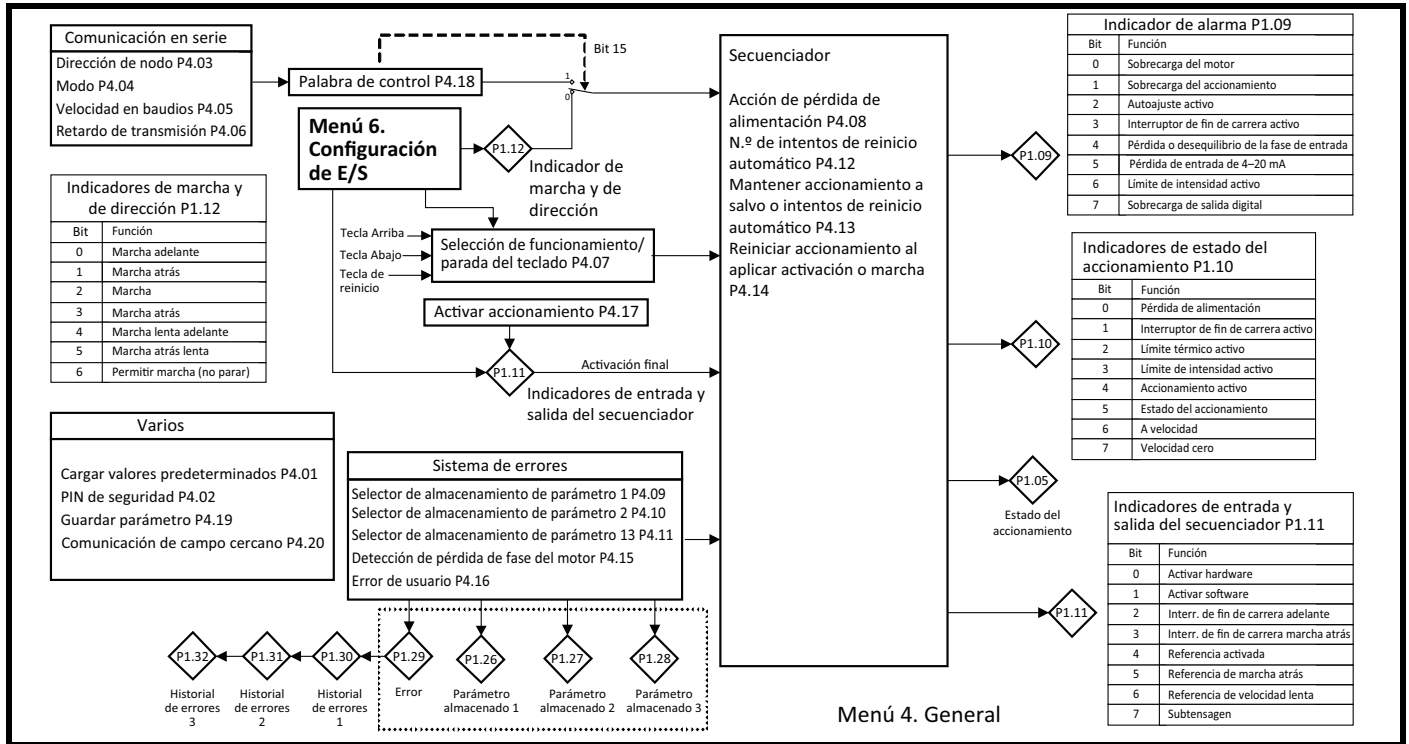 Comunicación en serie
Dirección de nodo P4.03
Modo P4.04
Velocidad en baudios P4.05
Retardo de transmisión P4.06
Palabra de control P4.18
Bit 15
1
0
Menú 6.
Configuración
de E/S
P1.12
Indicador de
marcha y de
dirección
Tecla Arriba
Tecla Abajo
Tecla de
reinicio
Selección de funcionamiento/
parada del teclado P4.07
Activar accionamiento P4.17
P1.11
Activación final
Indicadores de entrada y
salida del secuenciador
Indicadores de marcha y
de dirección P1.12
Bit Función
0 Marcha adelante
1 Marcha atrás
2 Marcha
3 Marcha atrás
4 Marcha lenta adelante
5 Marcha atrás lenta
6 Permitir marcha (no parar)
Varios
Cargar valores predeterminados P4.01
PIN de seguridad P4.02
Guardar parámetro P4.19
Comunicación de campo cercano P4.20
Sistema de errores
Selector de almacenamiento de parámetro 1 P4.09
Selector de almacenamiento de parámetro 2 P4.10
Selector de almacenamiento de parámetro 13 P4.11
Detección de pérdida de fase del motor P4.15
Error de usuario P4.16
P1.32 P1.31 P1.30 P1.29 P1.26 P1.27 P1.28
Historial
de errores
3
Historial
de errores
2
Historial
de errores
1
Error
Parámetro
almacenado 1
Parámetro
almacenado 2
Parámetro
almacenado 3
Secuenciador
Acción de pérdida de
alimentación P4.08
N.º de intentos de reinicio
automático P4.12
Mantener accionamiento a
salvo o intentos de reinicio
automático P4.13
Reiniciar accionamiento al
aplicar activación o marcha
P4.14
P1.09
P1.10
P1.05
Estado del
accionamiento
P1.11
Menú 4. General
Indicador de alarma P1.09
Bit Función
0 Sobrecarga del motor
1 Sobrecarga del accionamiento
2 Autoajuste activo
3 Interruptor de fin de carrera activo
4 Pérdida o desequilibrio de la fase de entrada
5 Pérdida de entrada de 4–20 mA
6 Límite de intensidad activo
7 Sobrecarga de salida digital
Indicadores de estado del
accionamiento P1.10
Bit Función
0 Pérdida de alimentación
1 Interruptor de fin de carrera activo
2 Límite térmico activo
3 Límite de intensidad activo
4 Accionamiento activo
5 Estado del accionamiento
6 A velocidad
7 Velocidad cero
Indicadores de entrada y
salida del secuenciador P1.11
Bit Función
0 Activar hardware
1 Activar software
2 Interr. de fin de carrera adelante
3 Interr. de fin de carrera marcha atrás
4 Referencia activada
5 Referencia de marcha atrás
6 Referencia de velocidad lenta
7 Subtensagen